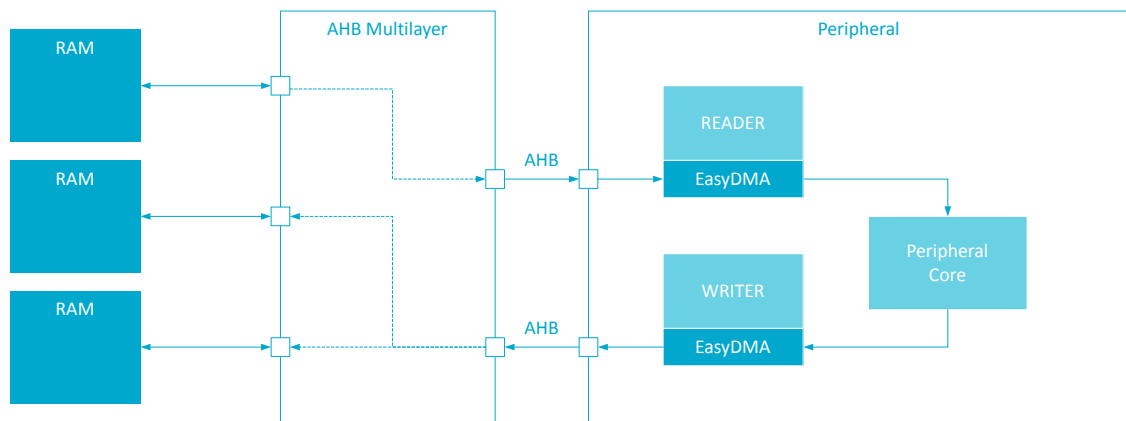 AHB Multilayer
Peripheral
RAM
READER
AHB
EasyDMA
RAM
Peripheral
Core
WRITER
RAM
AHB
EasyDMA